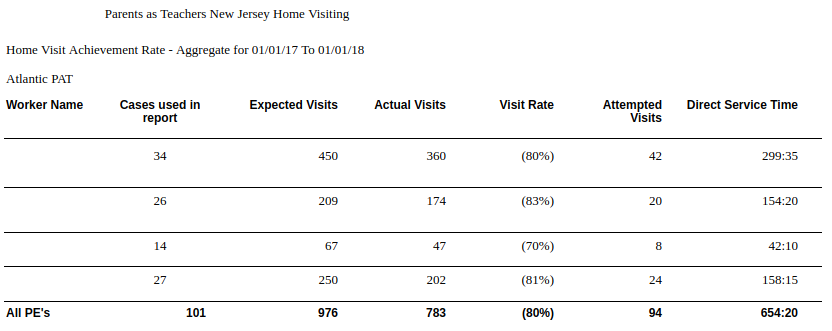 Parents as Teachers New Jersey Home Visiting
Home Visit Achievement Rate - Aggregate for 01/01/17 To 01/01/18
Atlantic PAT
Worker Name Cases used in report Expected Visits Actual Visits Visit Rate Attempted Visits Direct Service Time
34 450 360 (80%) 42 299:35
26 209 174 (83%) 20 154:20
14 67 47 (70%) 8 42:10
27 250 202 (81%) 24 158:15
All PE's 101 976 783 (80%) 94 654:20